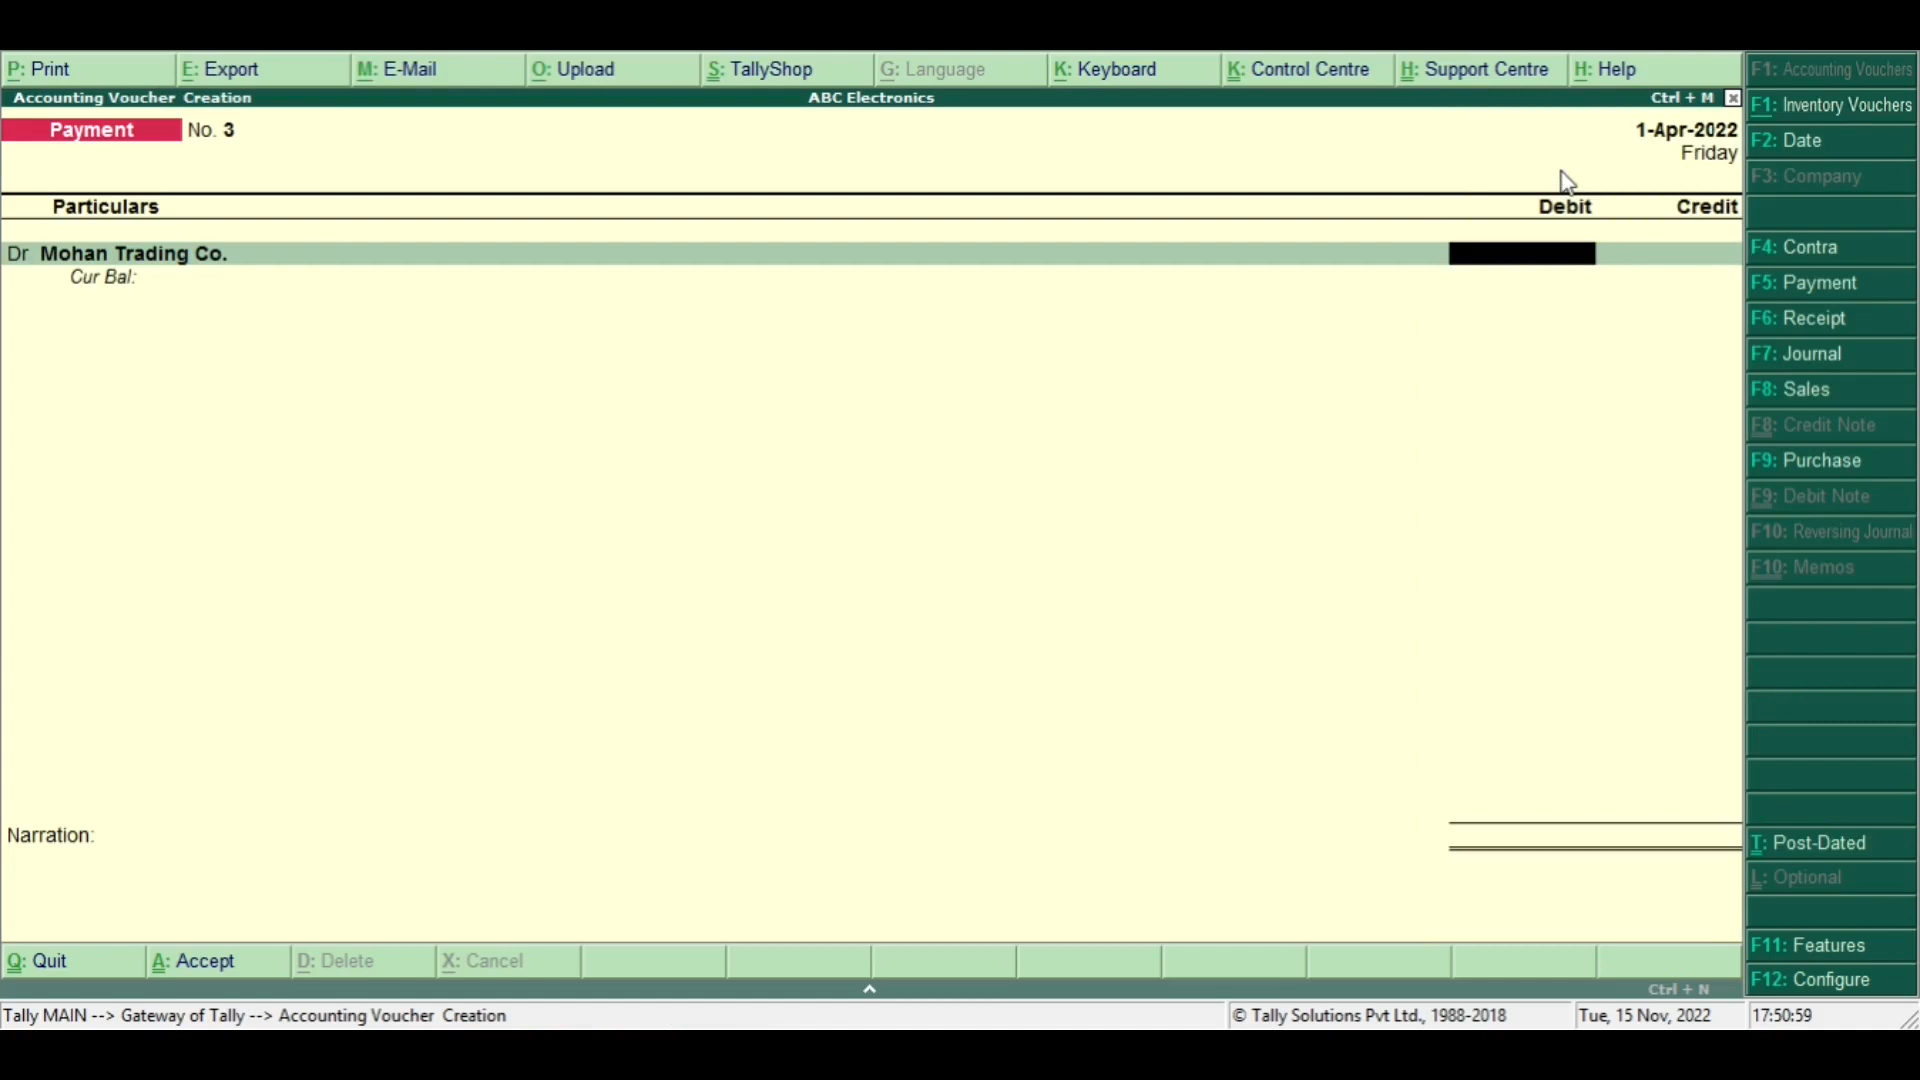 P: Print E: Export M: E-Mail O: Upload S: TallyShop G: Language K: Keyboard K: Control Centre H: Support Centre H: Help
Accounting Voucher Creation ABC Electronics Ctrl + M
Payment No. 3 1-Apr-2022
Friday
Particulars Debit Credit
Dr Mohan Trading Co.
Cur Bal:
Narration:
Q: Quit A: Accept D: Delete X: Cancel
Ctrl + N
F1: Accounting Vouchers
F1: Inventory Vouchers
F2: Date
F3: Company
F4: Contra
F5: Payment
F6: Receipt
F7: Journal
F8: Sales
F8: Credit Note
F9: Purchase
F9: Debit Note
F10: Reversing Journal
F10: Memos
T: Post-Dated
L: Optional
F11: Features
F12: Configure
Tally MAIN --> Gateway of Tally --> Accounting Voucher Creation © Tally Solutions Pvt Ltd., 1988-2018 Tue, 15 Nov, 2022 17:50:59